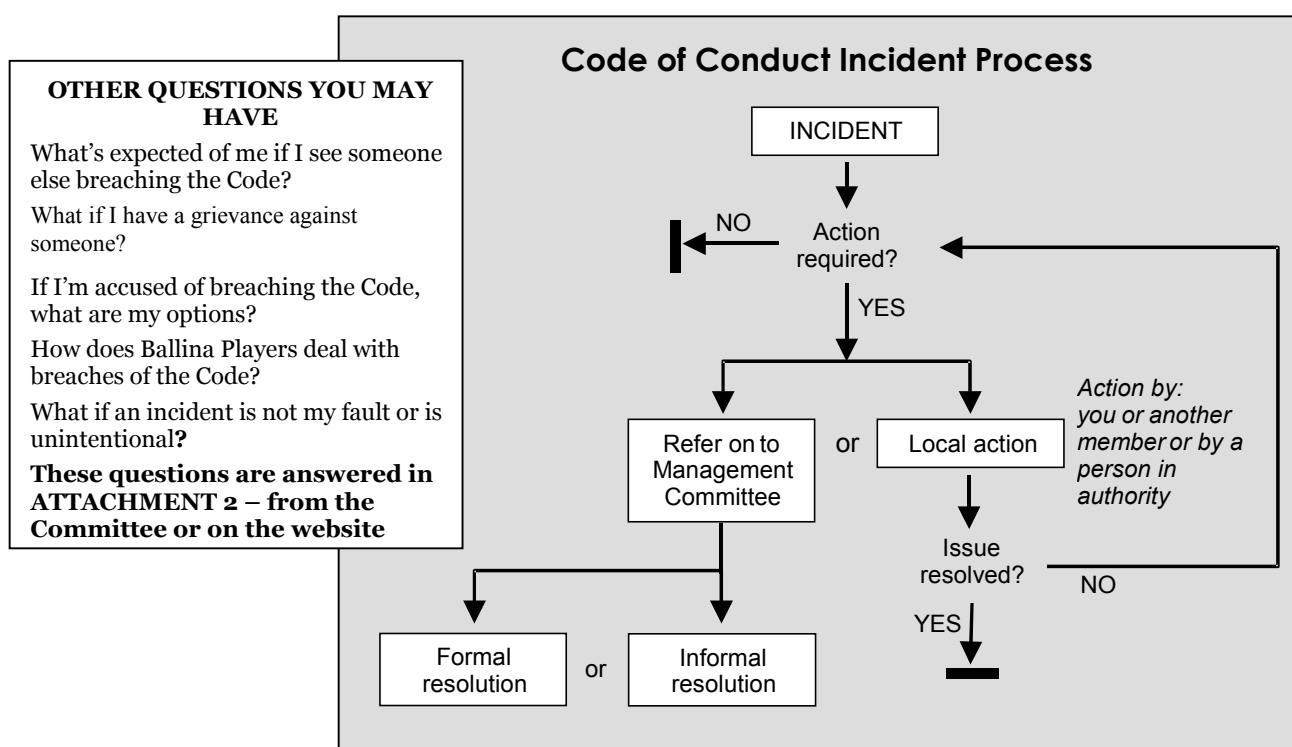 Code of Conduct Incident Process
OTHER QUESTIONS YOU MAY
HAVE
What's expected of me if I see someone
else breaching the Code?
What if I have a grievance against
someone?
If I'm accused of breaching the Code,
what are my options?
How does Ballina Players deal with
breaches of the Code?
What if an incident is not my fault or is
unintentional?
These questions are answered in
ATTACHMENT 2 – from the
Committee or on the website
INCIDENT
NO
Action
required?
YES
Refer on to
Management
Committee
or
Local action
Action by:
you or another
member or by a
person in
authority
Issue
resolved?
NO
YES
Formal
resolution
or
Informal
resolution